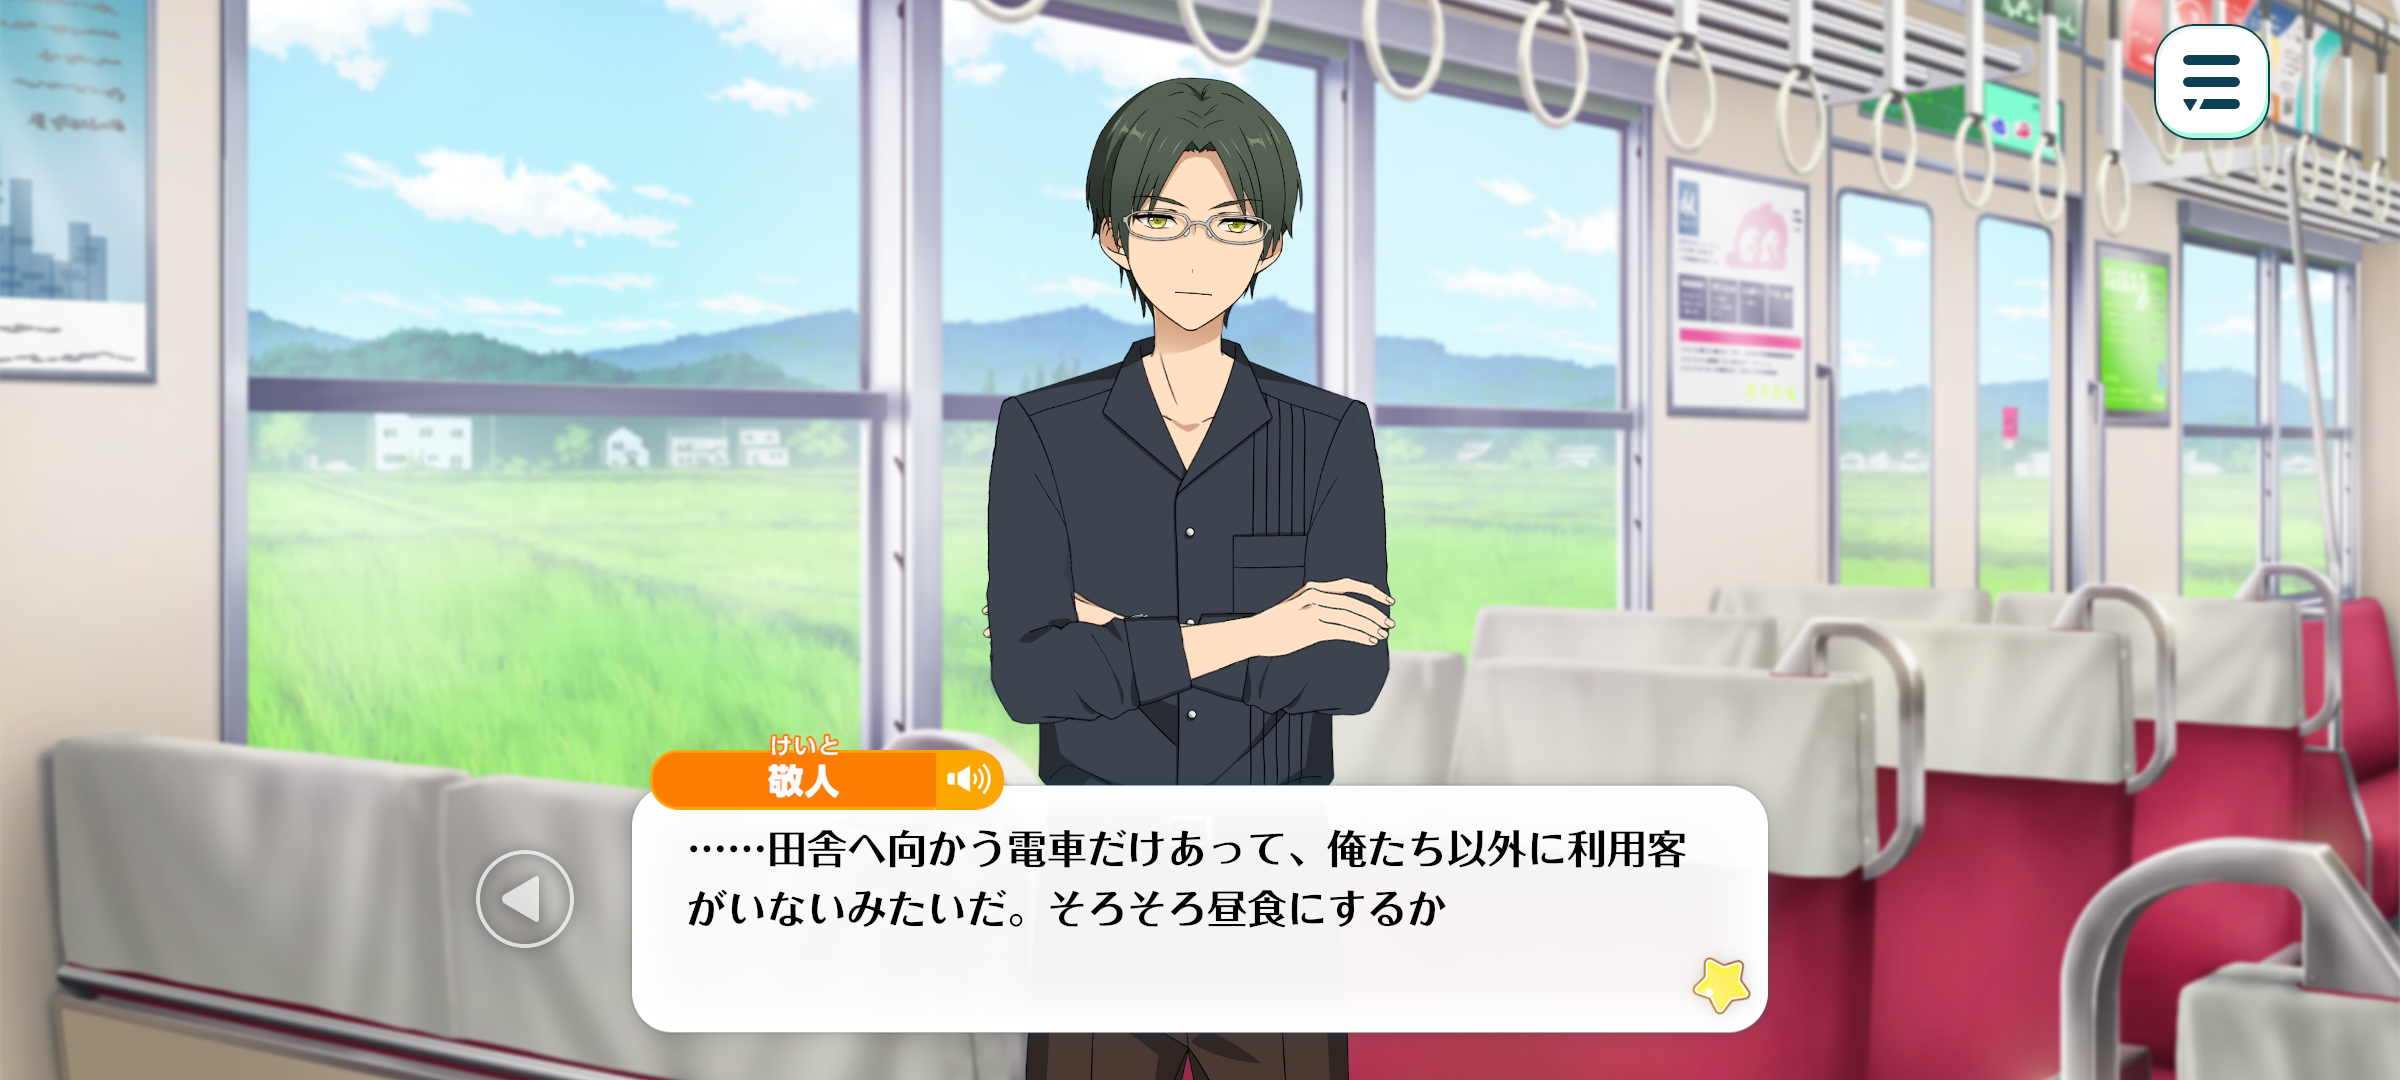 けいと
敬人
……田舎へ向かう電車だけあって、俺たち以外に利用客
がいないみたいだ。そろそろ昼食にするか